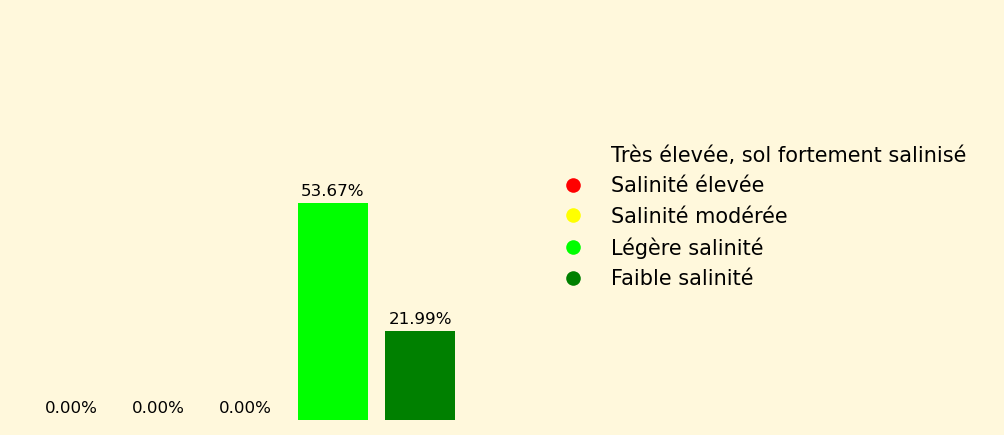 Très élevée, sol fortement salinisé
Salinité élevée
Salinité modérée
Légère salinité
Faible salinité
53.67%
21.99%
0.00%
0.00%
0.00%